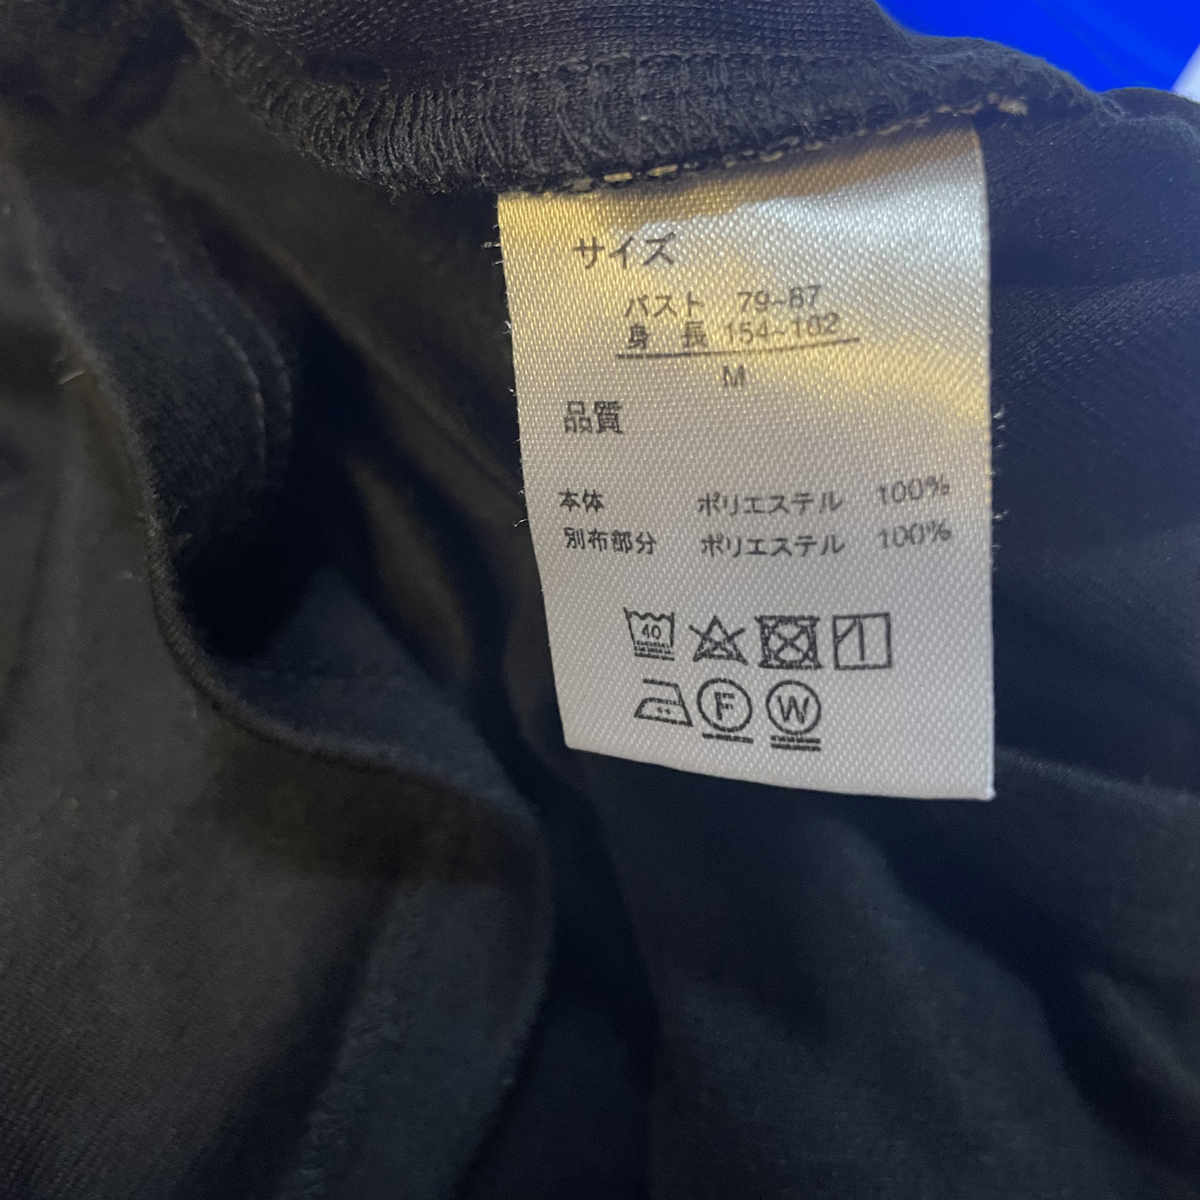 サイズ
バスト 79~87
身長 154~162
M
品質
本体 ポリエステル 100%
別布部分 ポリエステル 100%
40
F W